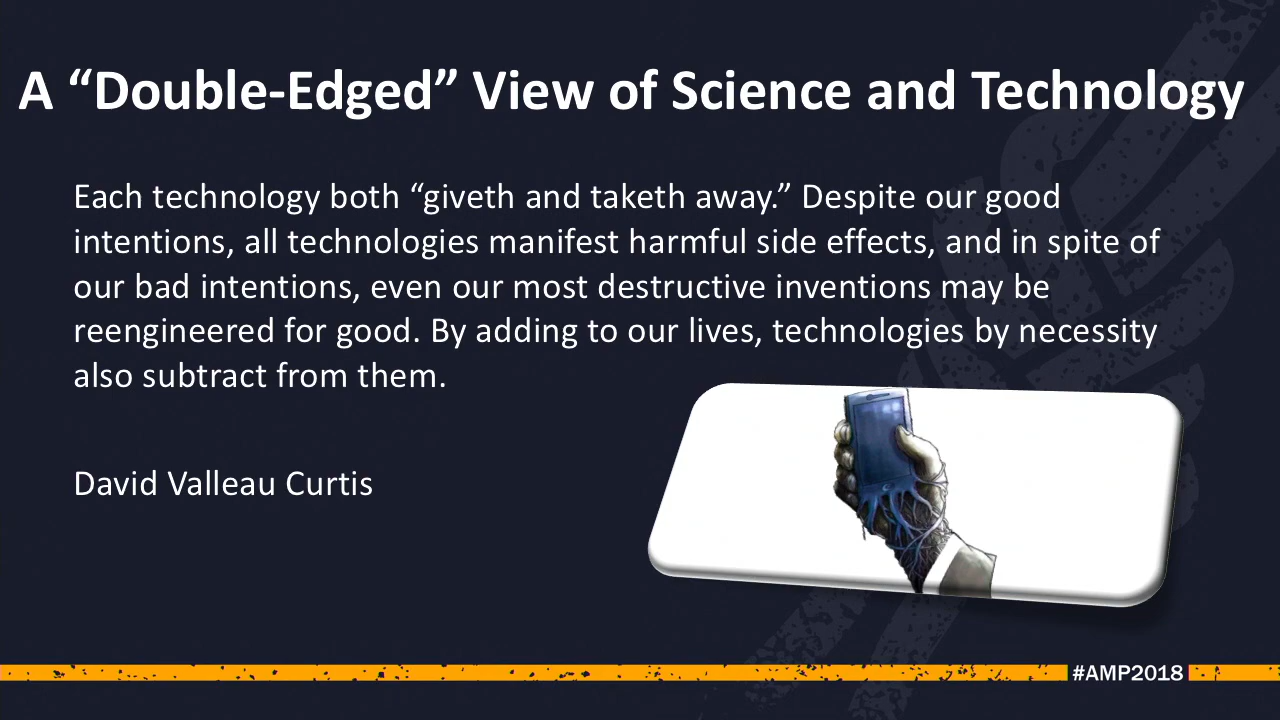 A “Double-Edged” View of Science and Technology
Each technology both “giveth and taketh away.” Despite our good
intentions, all technologies manifest harmful side effects, and in spite of
our bad intentions, even our most destructive inventions may be
reengineered for good. By adding to our lives, technologies by necessity
also subtract from them.
David Valleau Curtis
#AMP2018